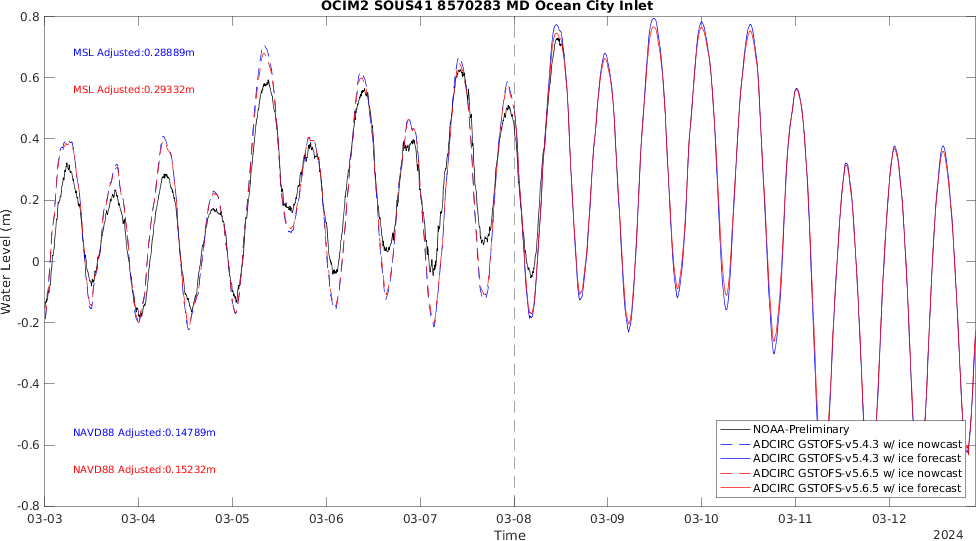 OCIM2 SOUS41 8570283 MD Ocean City Inlet
Water Level (m)
0.8
0.6
0.4
0.2
0
-0.2
-0.4
-0.6
-0.8
MSL Adjusted:0.28889m
MSL Adjusted:0.29332m
NAVD88 Adjusted:0.14789m
NAVD88 Adjusted:0.15232m
NOAA-Preliminary
ADCIRC GSTOFS-v5.4.3 w/ ice nowcast
ADCIRC GSTOFS-v5.4.3 w/ ice forecast
ADCIRC GSTOFS-v5.6.5 w/ ice nowcast
ADCIRC GSTOFS-v5.6.5 w/ ice forecast
03-03 03-04 03-05 03-06 03-07 03-08 03-09 03-10 03-11 03-12
Time
2024